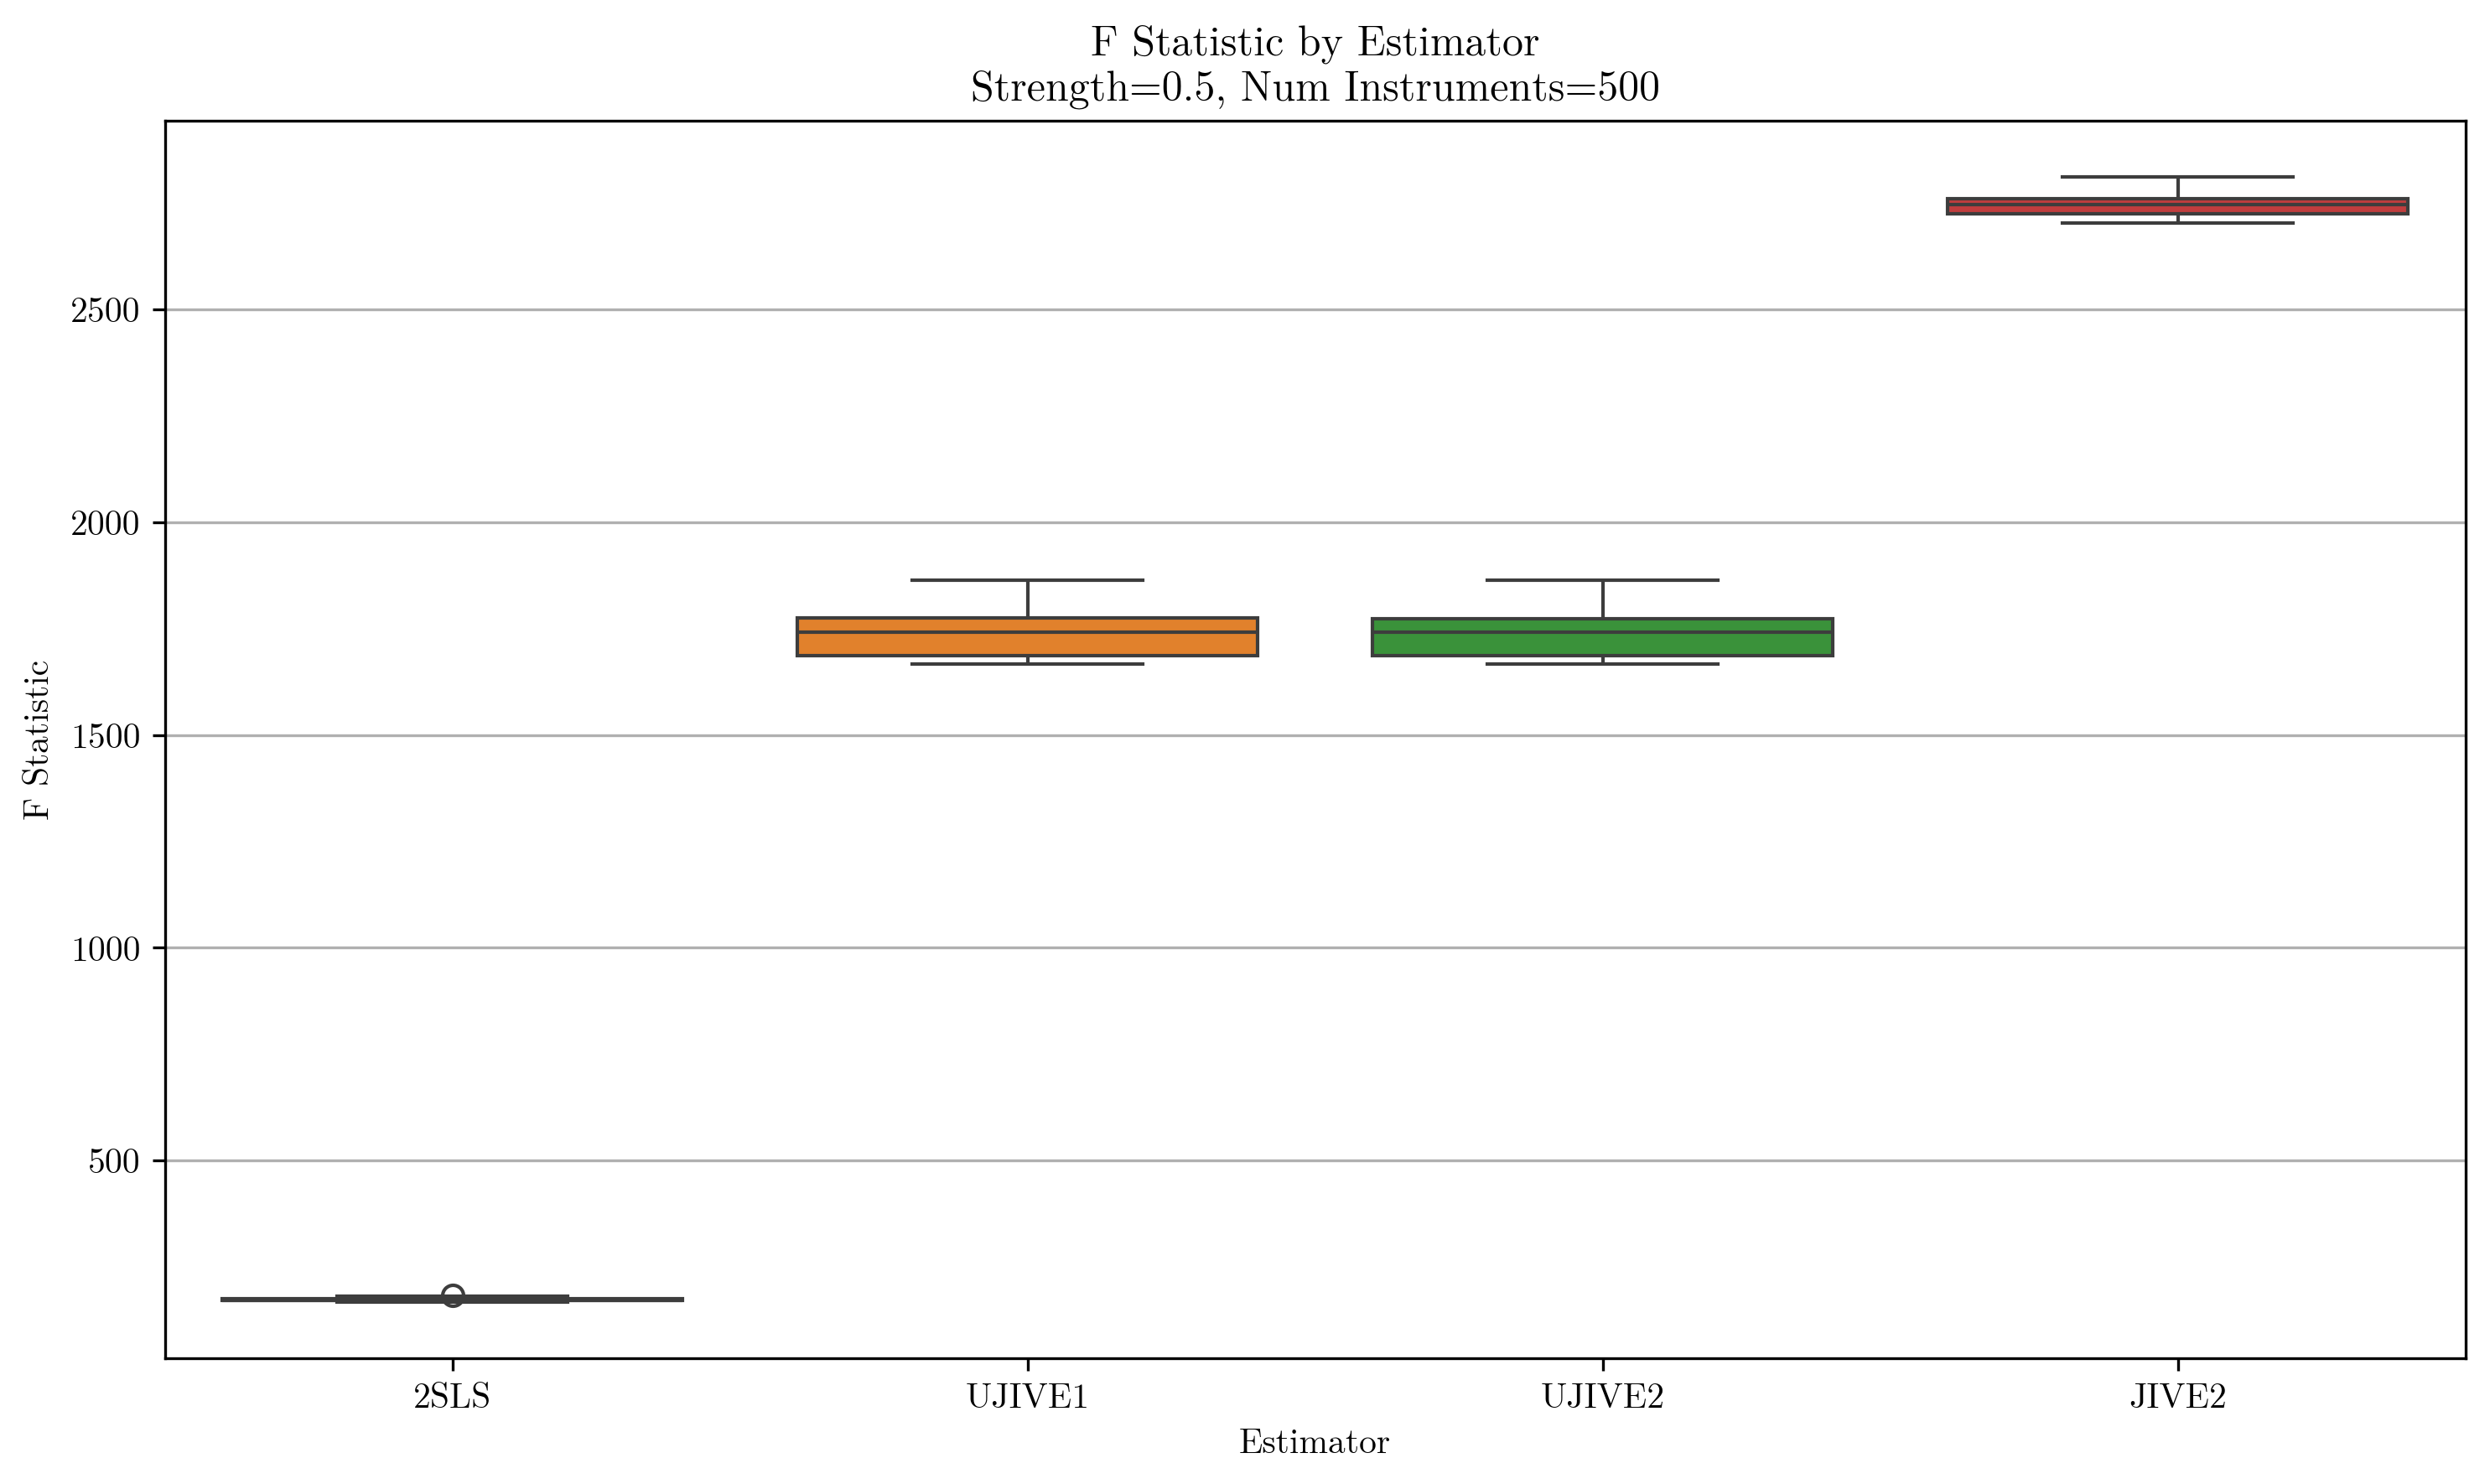 F Statistic by Estimator
Strength=0.5, Num Instruments=500
F Statistic
2500
2000
1500
1000
500
2SLS
UJIVE1
UJIVE2
JIVE2
Estimator